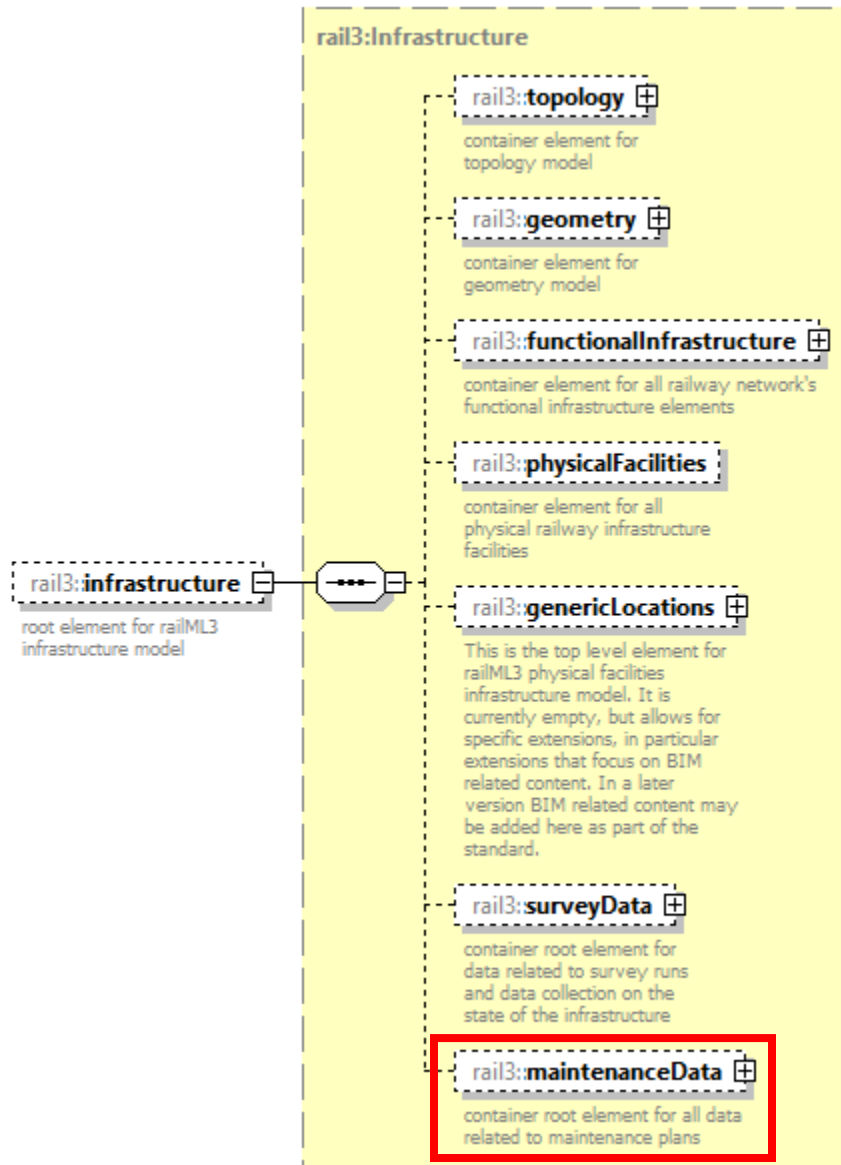 rail3:Infrastructure
rail3::topology
container element for
topology model
rail3::geometry
container element for
geometry model
rail3::functionalInfrastructure
container element for all railway network's
functional infrastructure elements
rail3::physicalFacilities
container element for all
physical railway infrastructure
facilities
rail3::infrastructure
root element for railML3
infrastructure model
rail3::genericLocations
This is the top level element for
railML3 physical facilities
infrastructure model. It is
currently empty, but allows for
specific extensions, in particular
extensions that focus on BIM
related content. In a later
version BIM related content may
be added here as part of the
standard.
rail3::surveyData
container root element for
data related to survey runs
and data collection on the
state of the infrastructure
rail3::maintenanceData
container root element for all data
related to maintenance plans